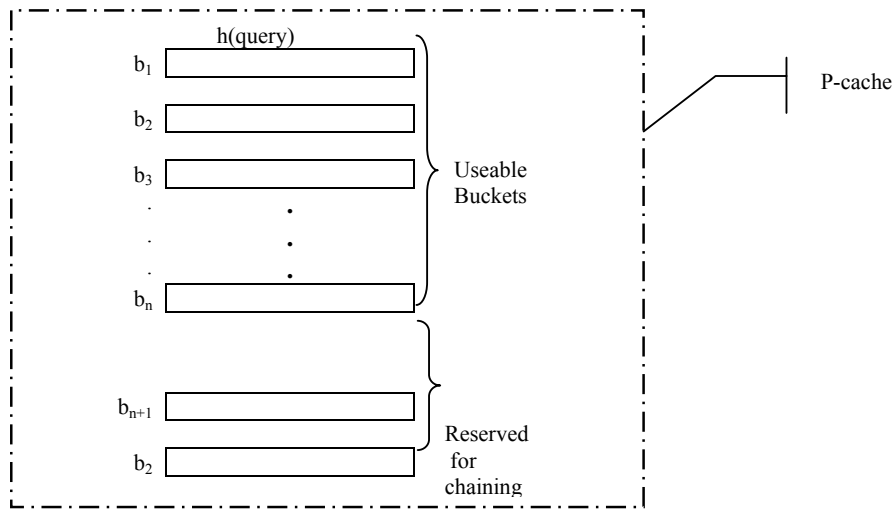 h(query)
b1
P-cache
b2
b3
Useable
Buckets
. .
. .
. .
bn
bn+1
Reserved
for
chaining
b2